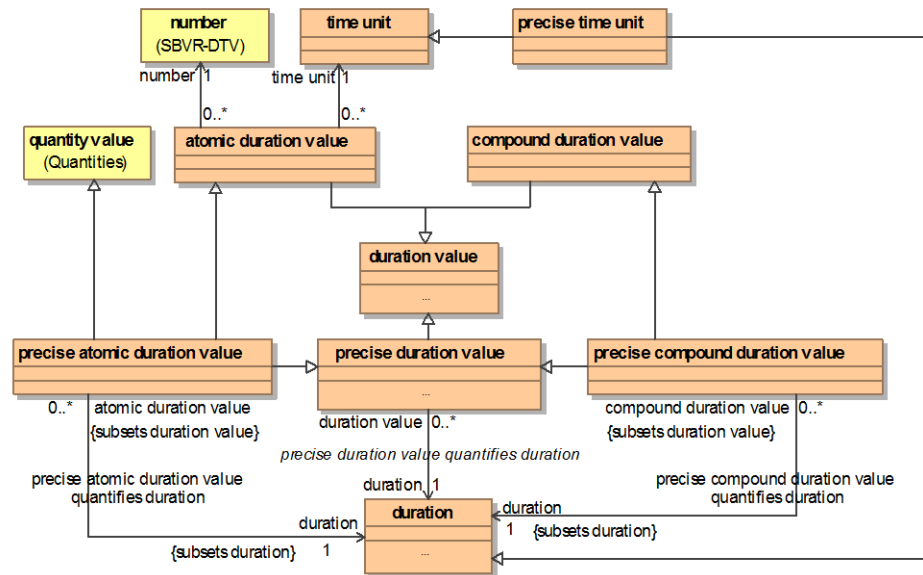 number
(SBVR-DTV)
time unit
precise time unit
number 1
time unit 1
0..*
0..*
quantity value
(Quantities)
atomic duration value
compound duration value
duration value
...
precise atomic duration value
precise duration value
...
precise compound duration value
0..* atomic duration value
{subsets duration value}
duration value 0..*
compound duration value 0..*
{subsets duration value}
precise duration value quantifies duration
precise atomic duration value
quantifies duration
precise compound duration value
quantifies duration
duration 1
duration
...
duration
{subsets duration} 1
duration
1 {subsets duration}